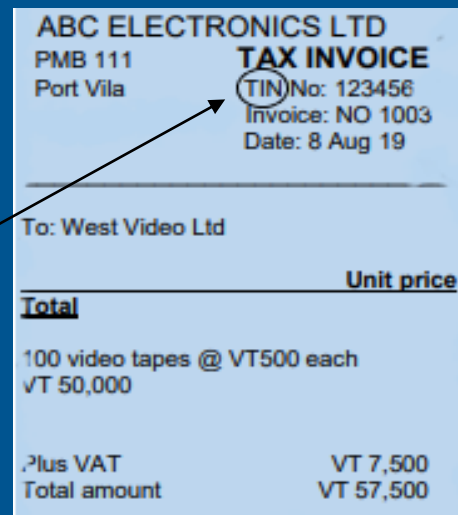 ABC ELECTRONICS LTD
PMB 111 TAX INVOICE
Port Vila TIN No: 123456
Invoice: NO 1003
Date: 8 Aug 19
To: West Video Ltd
Unit price
Total
100 video tapes @ VT500 each
VT 50,000
Plus VAT VT 7,500
Total amount VT 57,500